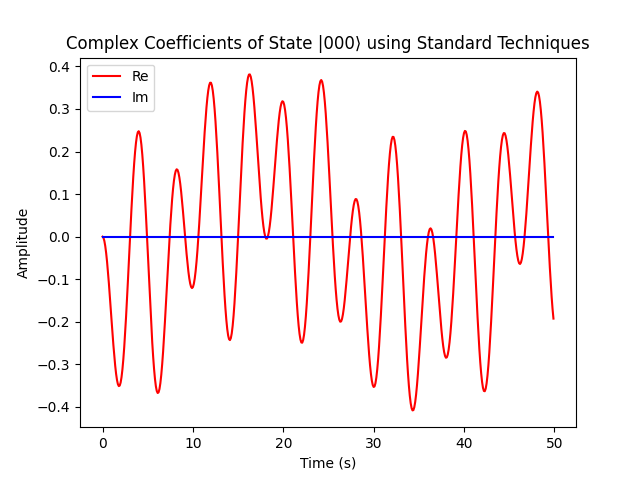 Complex Coefficients of State |000⟩ using Standard Techniques
Re
Im
Amplitude
0.4
0.3
0.2
0.1
0.0
−0.1
−0.2
−0.3
−0.4
0 10 20 30 40 50
Time (s)